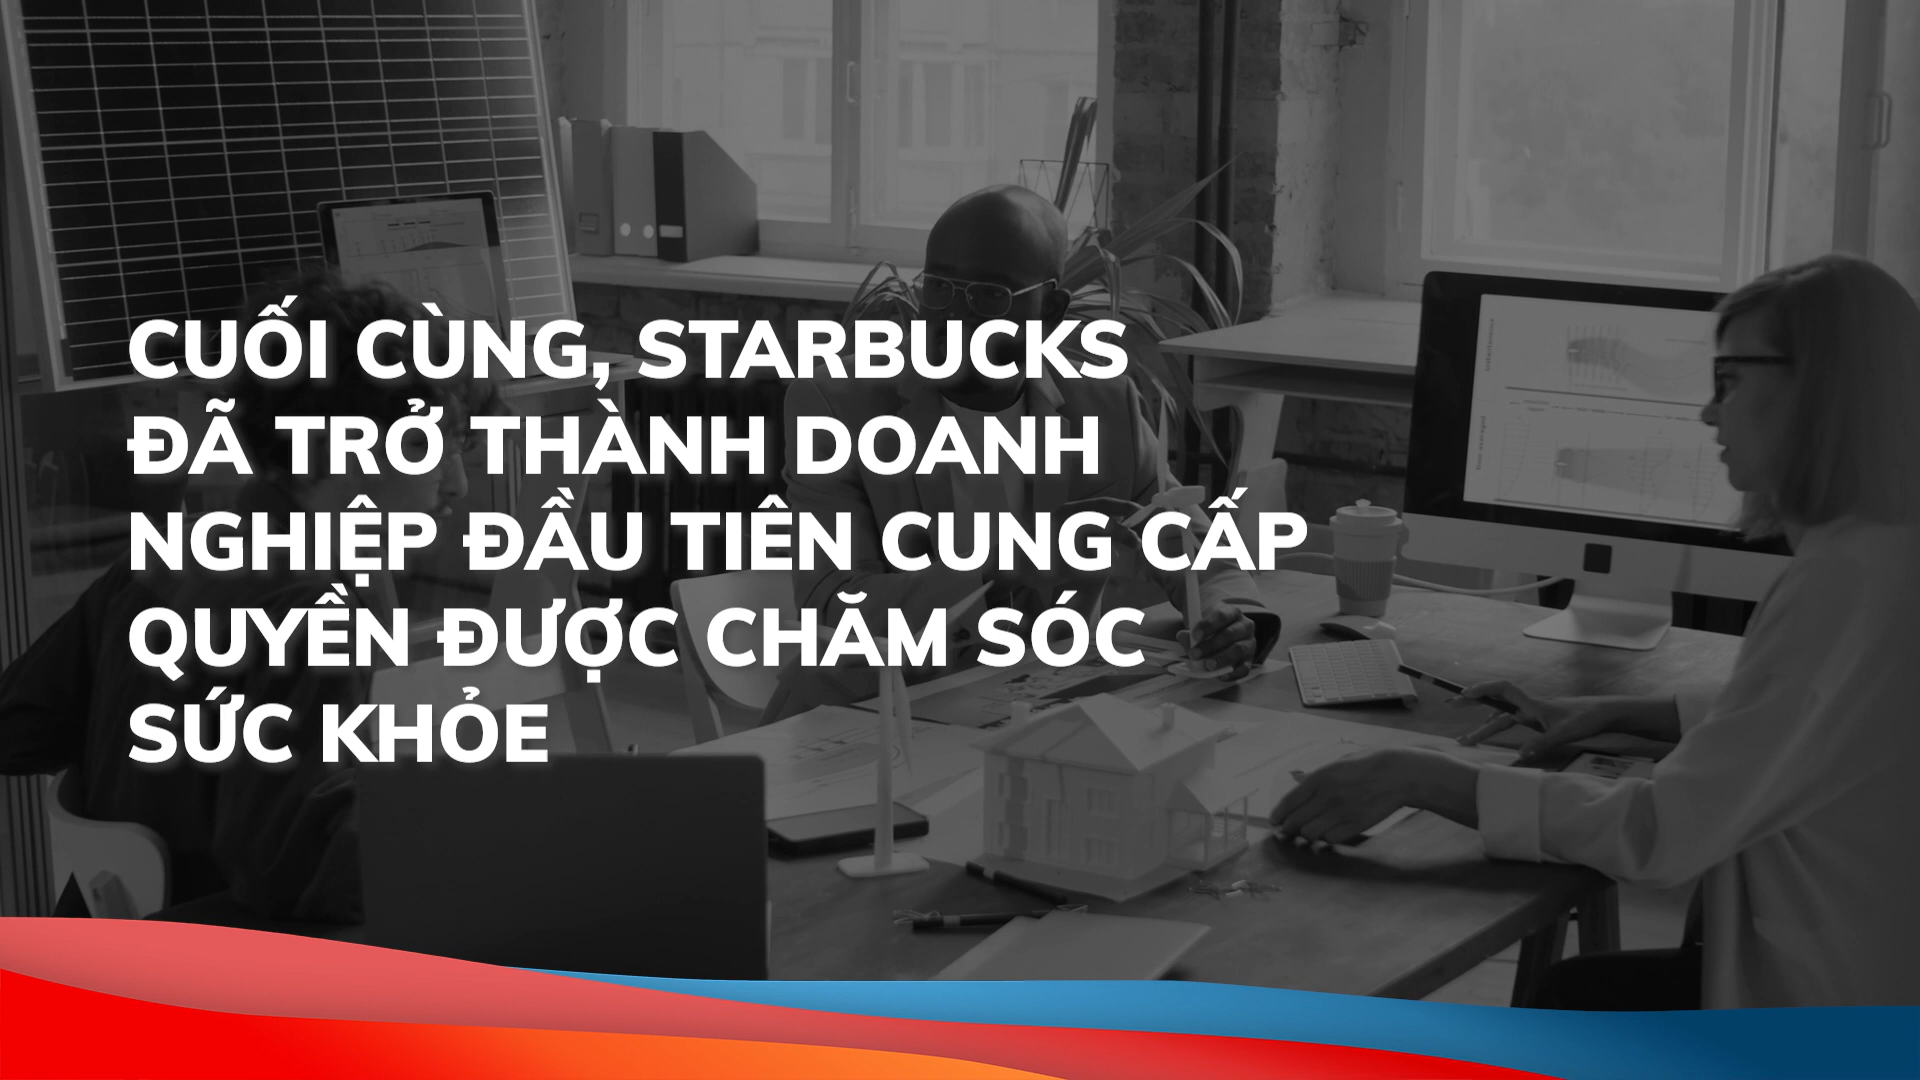 CUỐI CÙNG, STARBUCKS
ĐÃ TRỞ THÀNH DOANH
NGHIỆP ĐẦU TIÊN CUNG CẤP
QUYỀN ĐƯỢC CHĂM SÓC
SỨC KHỎE